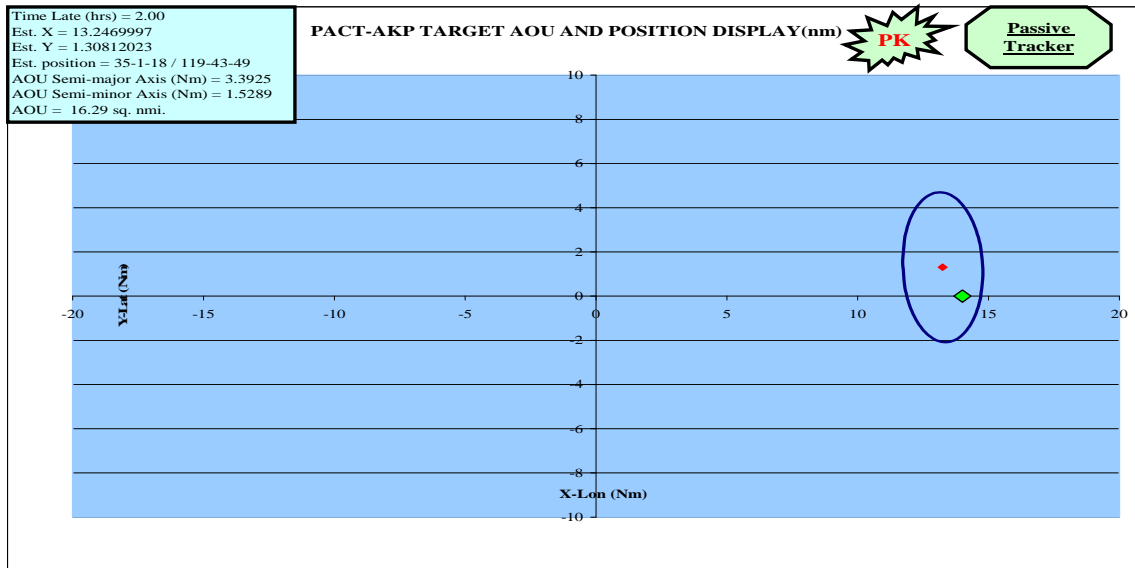 Time Late (hrs) = 2.00
Est. X = 13.2469997
Est. Y = 1.30812023
Est. position = 35-1-18 / 119-43-49
AOU Semi-major Axis (Nm) = 3.3925
AOU Semi-minor Axis (Nm) = 1.5289
AOU =  16.29 sq. nmi.
PACT-AKP TARGET AOU AND POSITION DISPLAY(nm)
PK
Passive
Tracker
10
8
6
4
2
0
-2
-4
-6
-8
-10
-20
-15
-10
-5
0
5
10
15
20
Y-Lat (Nm)
X-Lon (Nm)